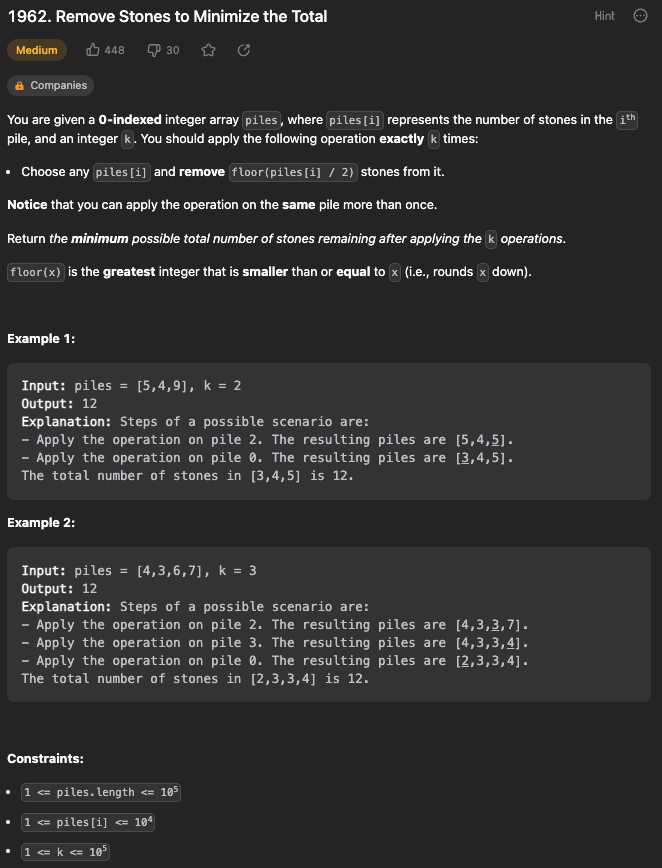 1962. Remove Stones to Minimize the Total
Hint
Medium 448 30
Companies
You are given a 0-indexed integer array piles, where piles[i] represents the number of stones in the ith
pile, and an integer k. You should apply the following operation exactly k times:
• Choose any piles[i] and remove floor(piles[i] / 2) stones from it.
Notice that you can apply the operation on the same pile more than once.
Return the minimum possible total number of stones remaining after applying the k operations.
floor(x) is the greatest integer that is smaller than or equal to x (i.e., rounds x down).
Example 1:
Input: piles = [5,4,9], k = 2
Output: 12
Explanation: Steps of a possible scenario are:
- Apply the operation on pile 2. The resulting piles are [5,4,5].
- Apply the operation on pile 0. The resulting piles are [3,4,5].
The total number of stones in [3,4,5] is 12.
Example 2:
Input: piles = [4,3,6,7], k = 3
Output: 12
Explanation: Steps of a possible scenario are:
- Apply the operation on pile 2. The resulting piles are [4,3,3,7].
- Apply the operation on pile 3. The resulting piles are [4,3,3,4].
- Apply the operation on pile 0. The resulting piles are [2,3,3,4].
The total number of stones in [2,3,3,4] is 12.
Constraints:
• 1 <= piles.length <= 10⁵
• 1 <= piles[i] <= 10⁴
• 1 <= k <= 10⁵